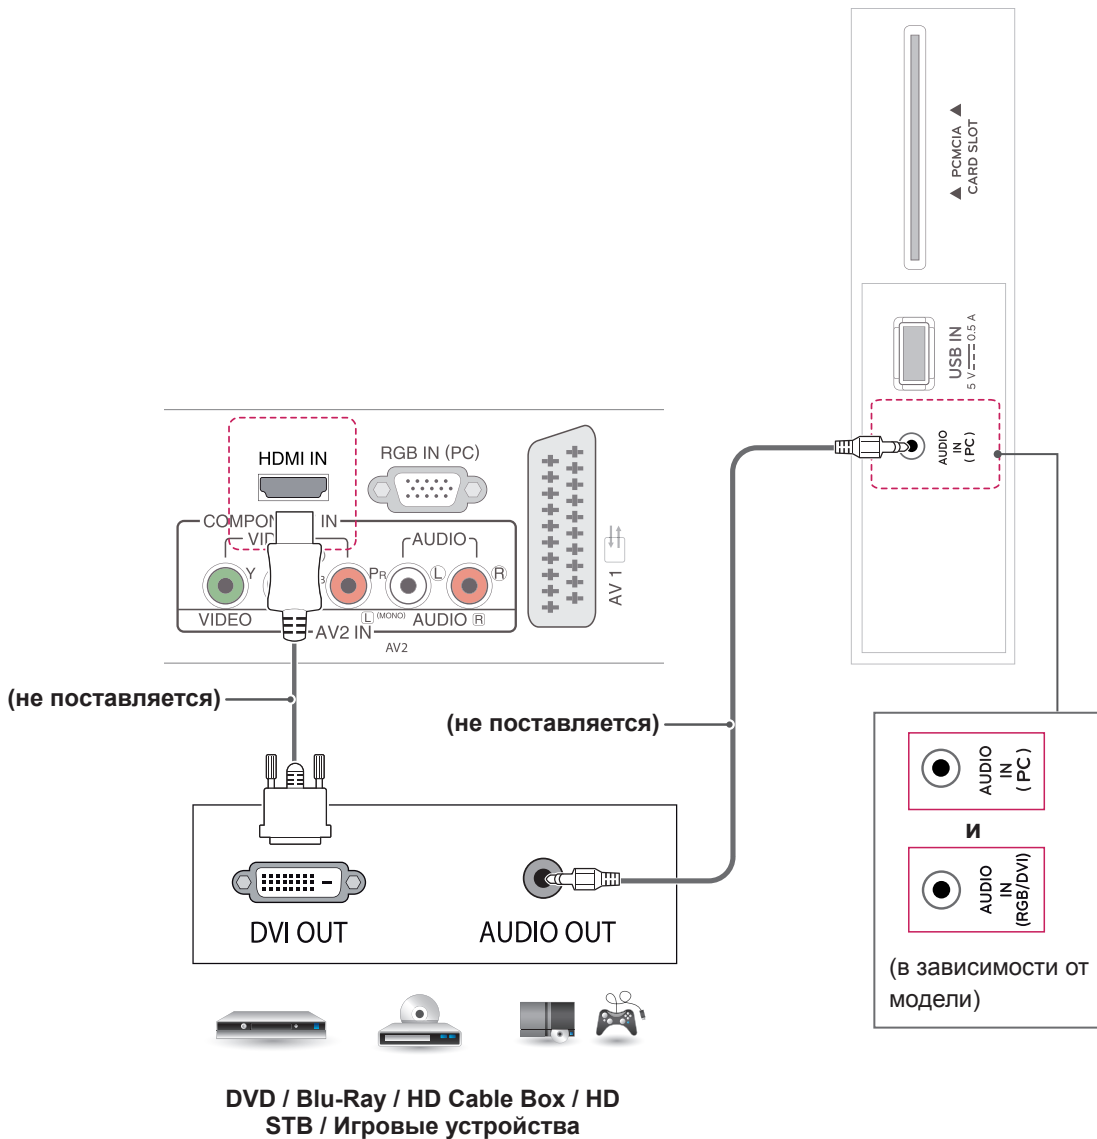 ▲ PCMCIA ▲
CARD SLOT
USB IN
5 V 0.5 A
AUDIO
IN
(PC)
HDMI IN
RGB IN (PC)
IN
AUDIO
Y
PR
L
R
VIDEO
L (MONO) AUDIO R
AV2 IN
AV2
AV 1
(не поставляется)
(не поставляется)
AUDIO
IN
(PC)
и
AUDIO
IN
(RGB/DVI)
(в зависимости от
модели)
DVI OUT
AUDIO OUT
DVD / Blu-Ray / HD Cable Box / HD
STB / Игровые устройства